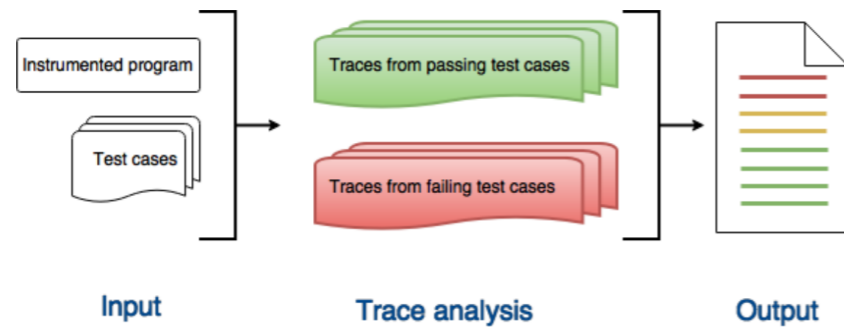 Instrumented program
Test cases
Traces from passing test cases
Traces from failing test cases
Input
Trace analysis
Output